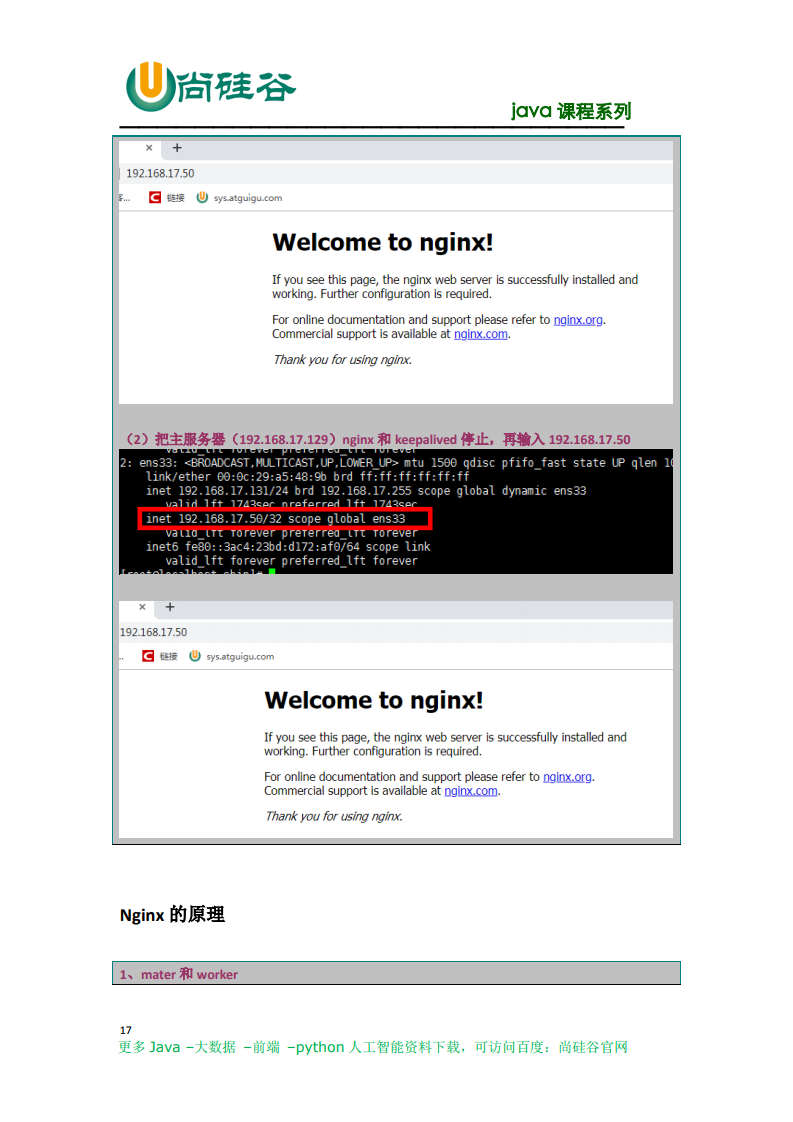 尚硅谷
java 课程系列
× +
192.168.17.50
链接 sys.atguigu.com
Welcome to nginx!
If you see this page, the nginx web server is successfully installed and
working. Further configuration is required.
For online documentation and support please refer to nginx.org.
Commercial support is available at nginx.com.
Thank you for using nginx.
（2）把主服务器（192.168.17.129）nginx 和 keepalived 停止，再输入 192.168.17.50
valid_lft forever preferred_lft forever
2: ens33: <BROADCAST,MULTICAST,UP,LOWER_UP> mtu 1500 qdisc pfifo_fast state UP qlen 10
link/ether 00:0c:29:a5:48:9b brd ff:ff:ff:ff:ff:ff
inet 192.168.17.131/24 brd 192.168.17.255 scope global dynamic ens33
valid_lft 1743sec preferred_lft 1743sec
inet 192.168.17.50/32 scope global ens33
valid_lft forever preferred_lft forever
inet6 fe80::3ac4:23bd:d172:af0/64 scope link
valid_lft forever preferred_lft forever
[root@localhost sbin]#
× +
192.168.17.50
.. 链接 sys.atguigu.com
Welcome to nginx!
If you see this page, the nginx web server is successfully installed and
working. Further configuration is required.
For online documentation and support please refer to nginx.org.
Commercial support is available at nginx.com.
Thank you for using nginx.
Nginx 的原理
1、mater 和 worker
17
更多 Java –大数据 –前端 –python 人工智能资料下载，可访问百度：尚硅谷官网